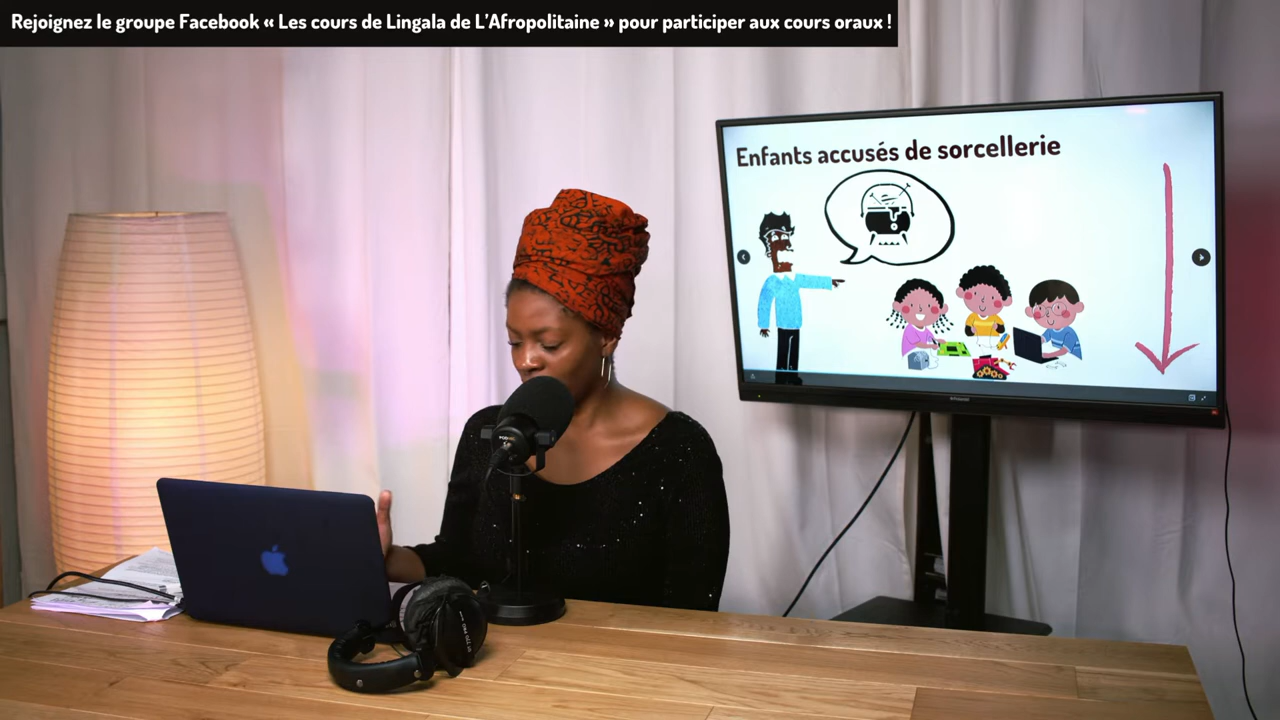 Rejoignez le groupe Facebook « Les cours de Lingala de L’Afropolitaine » pour participer aux cours oraux !
Enfants accusés de sorcellerie